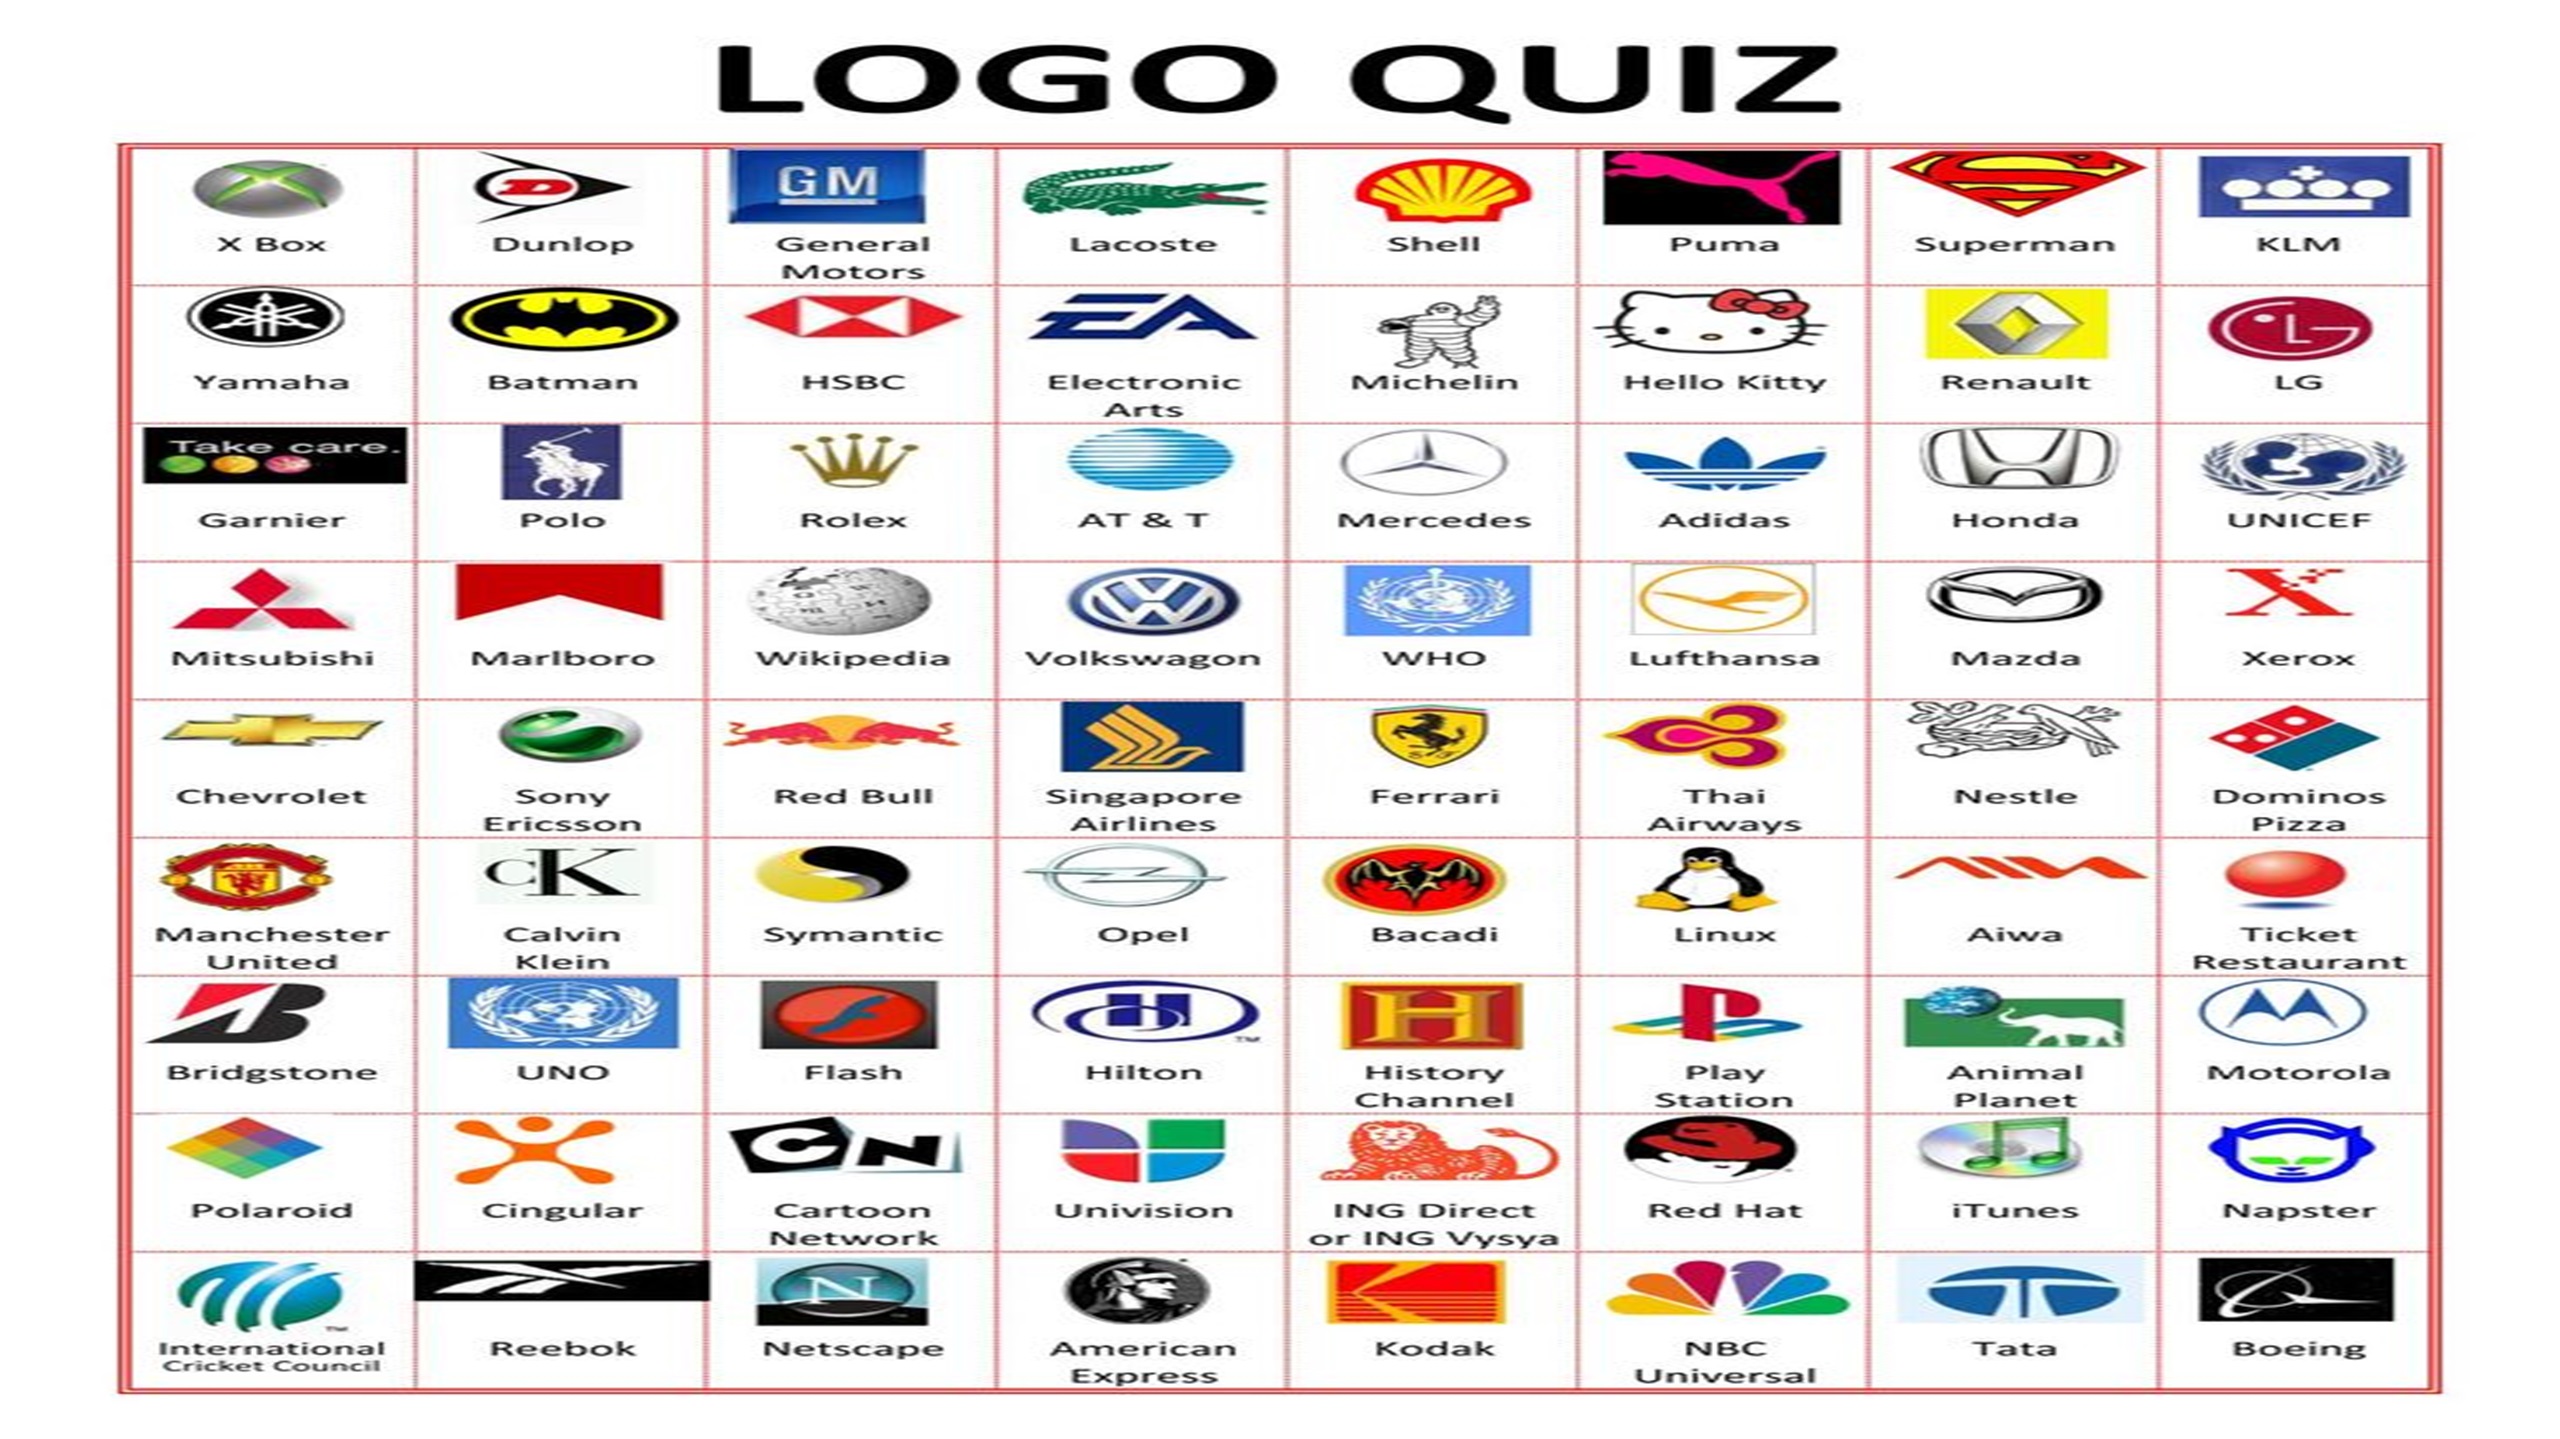 LOGO QUIZ
GM
X Box
Dunlop
General
Motors
Lacoste
Shell
Puma
Superman
KLM
EA
LG
Yamaha
Batman
HSBC
Electronic
Arts
Michelin
Hello Kitty
Renault
LG
Take care.
Garnier
Polo
Rolex
AT & T
Mercedes
Adidas
Honda
UNICEF
Mitsubishi
Marlboro
Wikipedia
Volkswagon
WHO
Lufthansa
Mazda
Xerox
Chevrolet
Sony
Ericsson
Red Bull
Singapore
Airlines
Ferrari
Thai
Airways
Nestle
Dominos
Pizza
cK
AIWA
Manchester
United
Calvin
Klein
Symantic
Opel
Bacadi
Linux
Aiwa
Ticket
Restaurant
B
H
TM
H
Bridgstone
UNO
Flash
Hilton
History
Channel
Play
Station
Animal
Planet
Motorola
CN
Polaroid
Cingular
Cartoon
Network
Univision
ING Direct
or ING Vysya
Red Hat
iTunes
Napster
TM
N
International
Cricket Council
Reebok
Netscape
American
Express
Kodak
NBC
Universal
Tata
Boeing